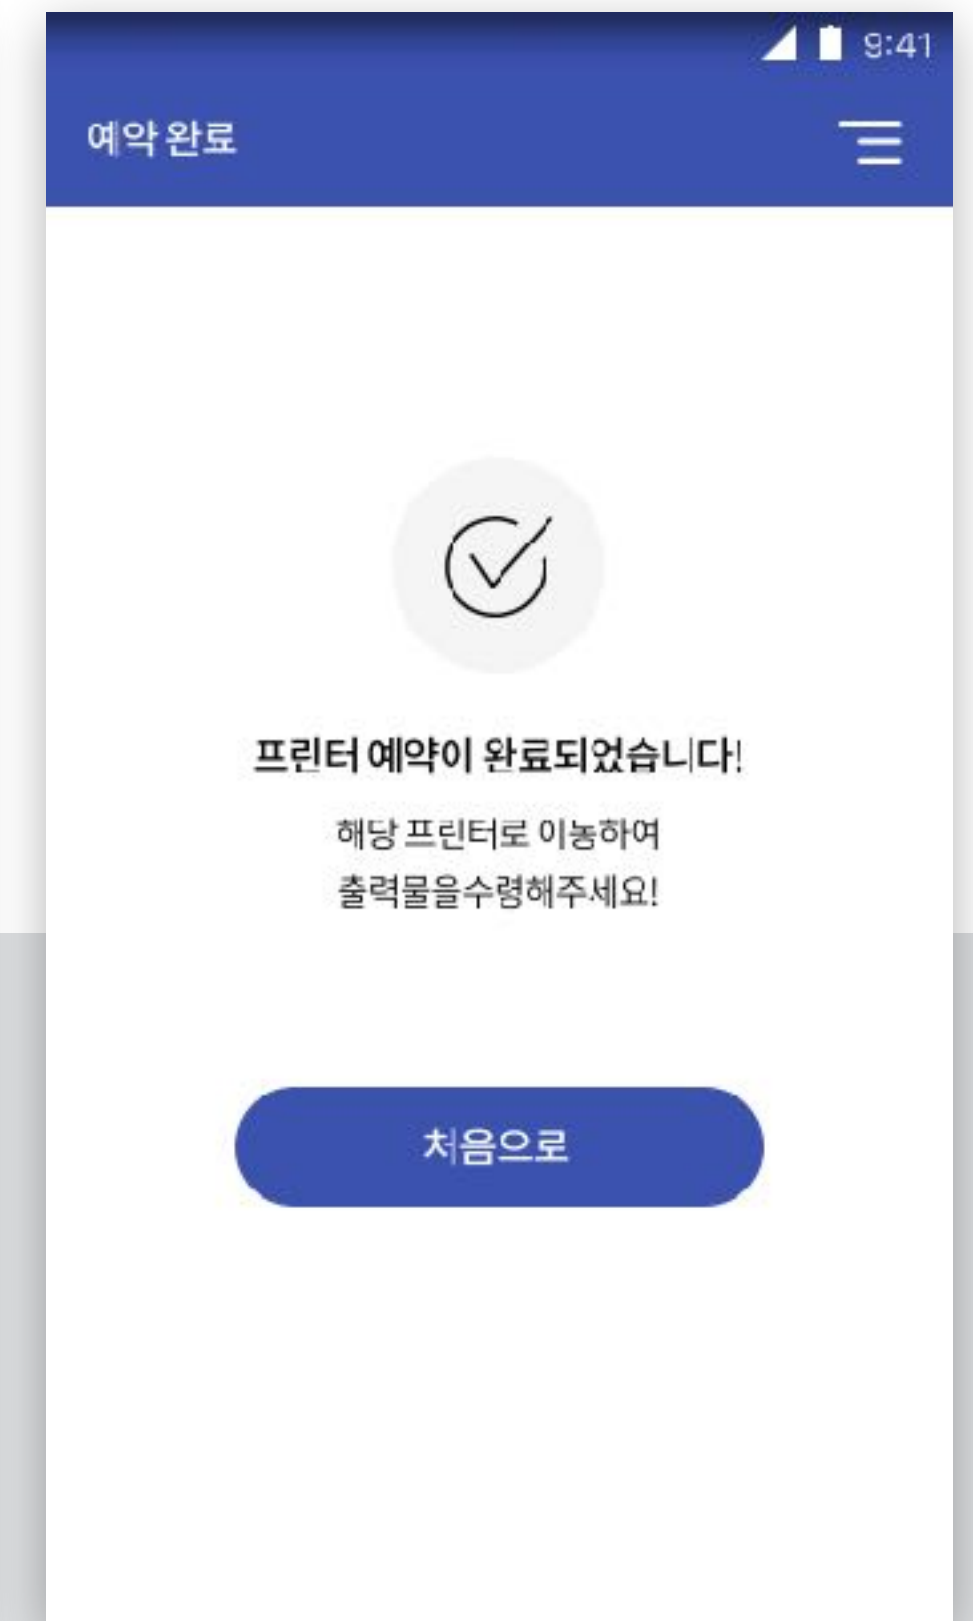 9:41
예약 완료
프린터 예약이 완료되었습니다!
해당 프린터로 이동하여
출력물을수령해주세요!
처음으로